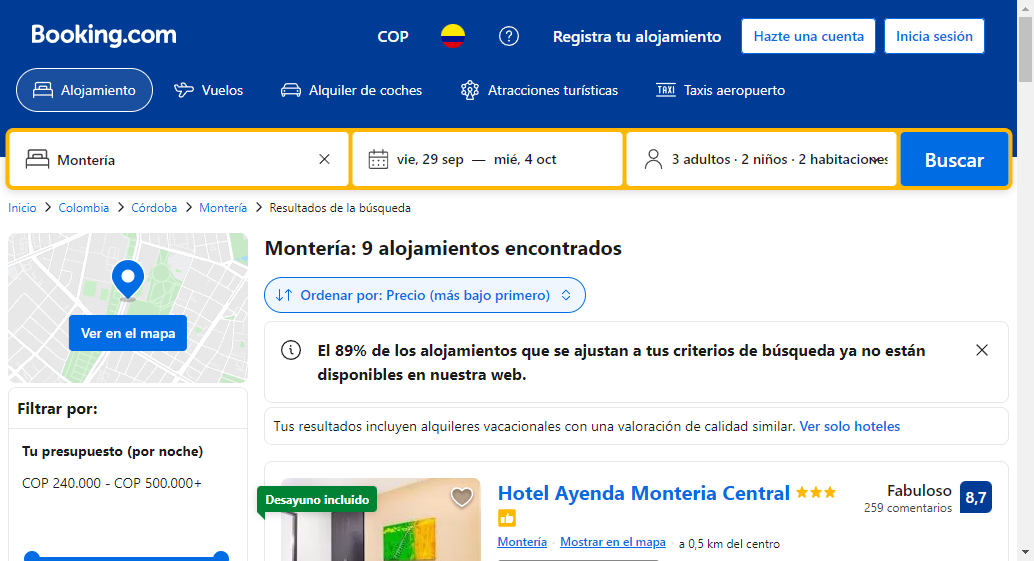 Booking.com
COP
Registra tu alojamiento
Hazte una cuenta
Inicia sesión
Alojamiento
Vuelos
Alquiler de coches
Atracciones turísticas
TAXI
Taxis aeropuerto
Montería
vie, 29 sep — mié, 4 oct
3 adultos · 2 niños · 2 habitaciones
Buscar
Inicio > Colombia > Córdoba > Montería > Resultados de la búsqueda
Ver en el mapa
Filtrar por:
Tu presupuesto (por noche)
COP 240.000 - COP 500.000+
Montería: 9 alojamientos encontrados
Ordenar por: Precio (más bajo primero)
El 89% de los alojamientos que se ajustan a tus criterios de búsqueda ya no están
disponibles en nuestra web.
Tus resultados incluyen alquileres vacacionales con una valoración de calidad similar. Ver solo hoteles
Desayuno incluido
Hotel Ayenda Monteria Central
Fabuloso
259 comentarios
8,7
Montería · Mostrar en el mapa · a 0,5 km del centro